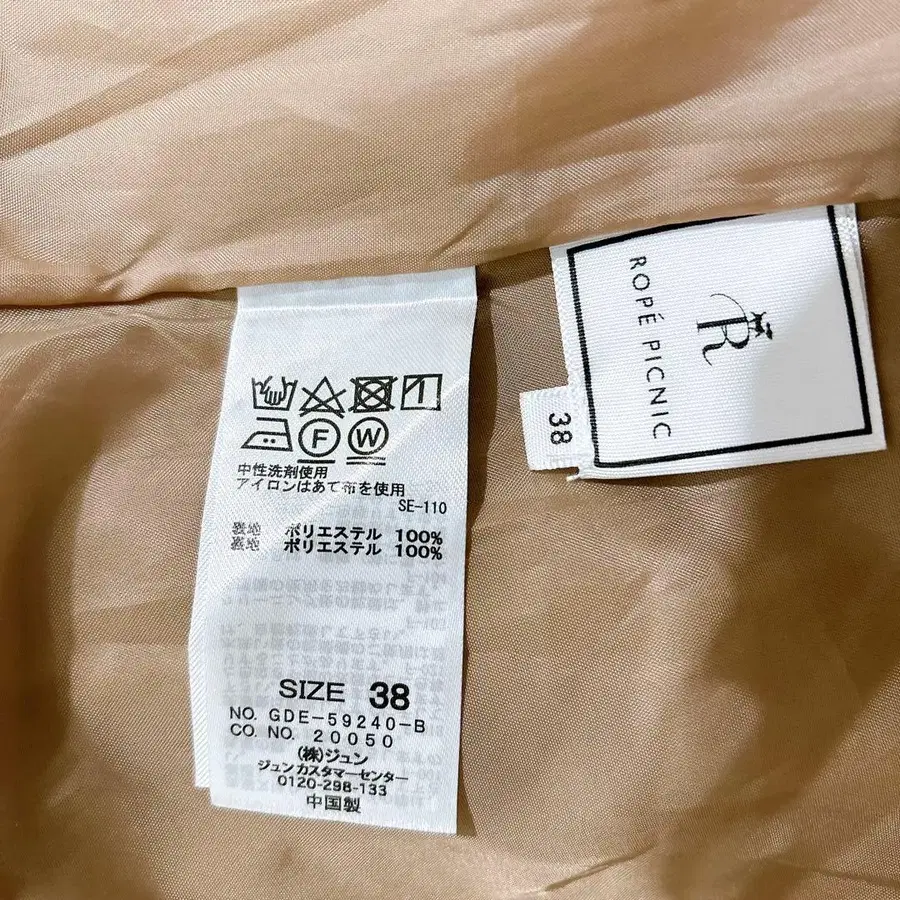 中性洗剤使用
アイロンはあて布を使用
SE-110
表地 ポリエステル 100%
裏地 ポリエステル 100%
SIZE 38
NO. GDE-59240-B
CO. NO. 20050
(株)ジュン
ジュンカスタマーセンター
0120-298-133
中国製
F
W
R
ROPÉ PICNIC
38